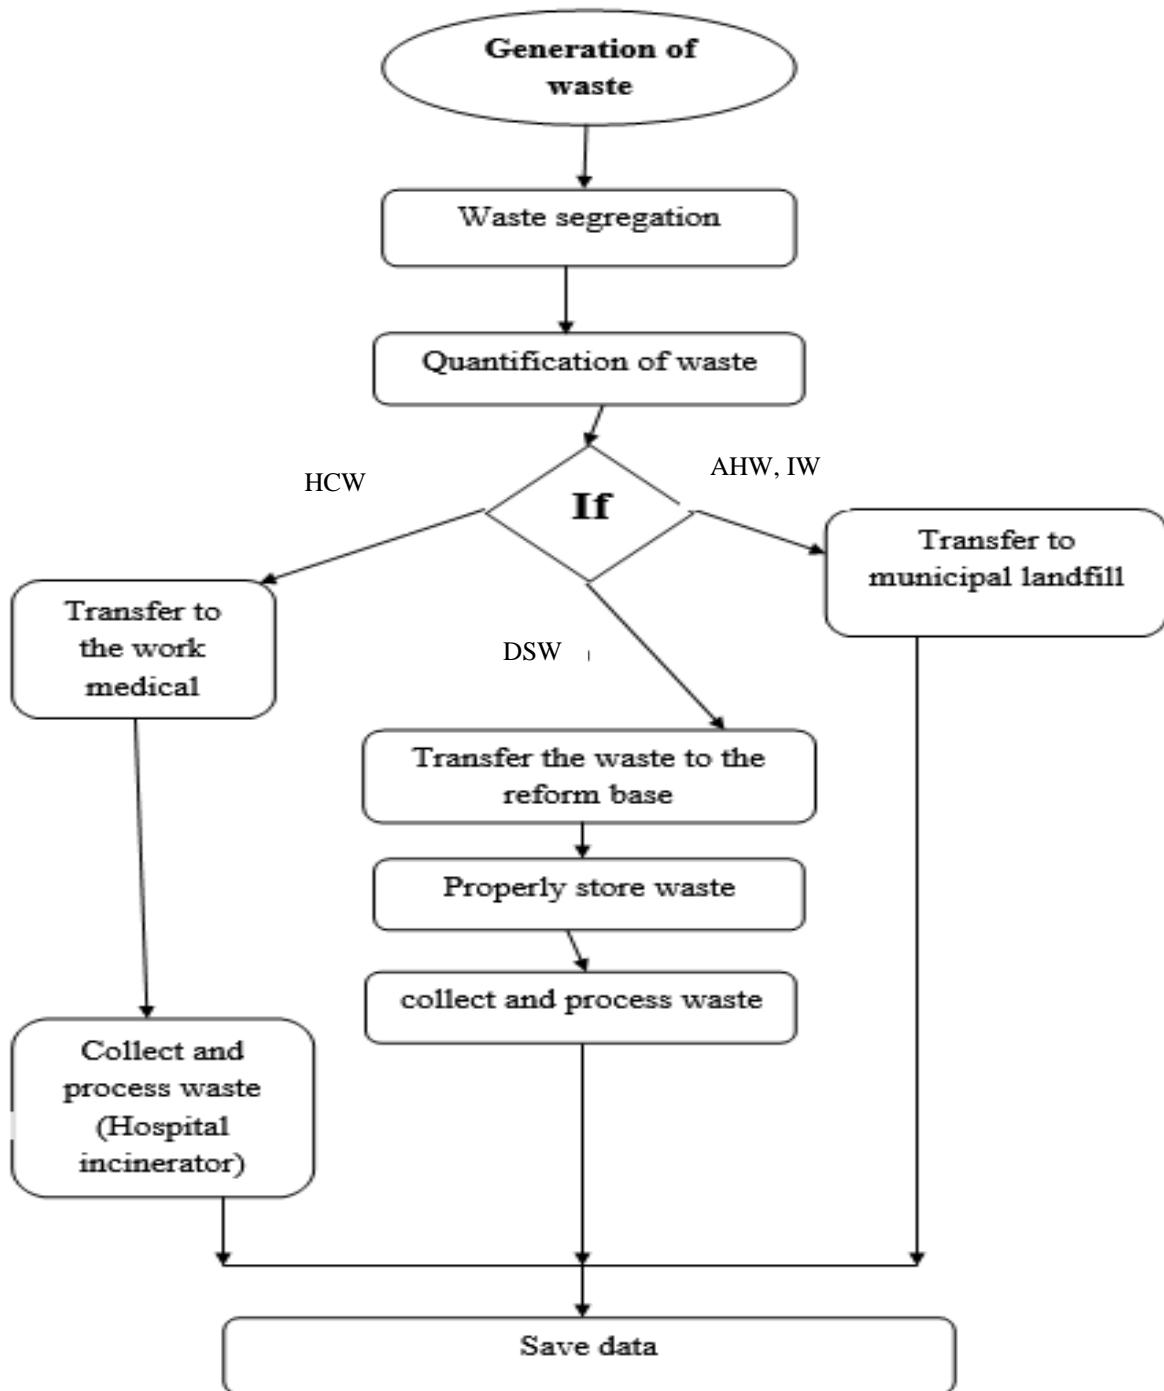 Generation of
waste
Waste segregation
Quantification of waste
HCW
If
AHW, IW
Transfer to
municipal landfill
Transfer to
the work
medical
DSW
Transfer the waste to the
reform base
Properly store waste
collect and process waste
Collect and
process waste
(Hospital
incinerator)
Save data